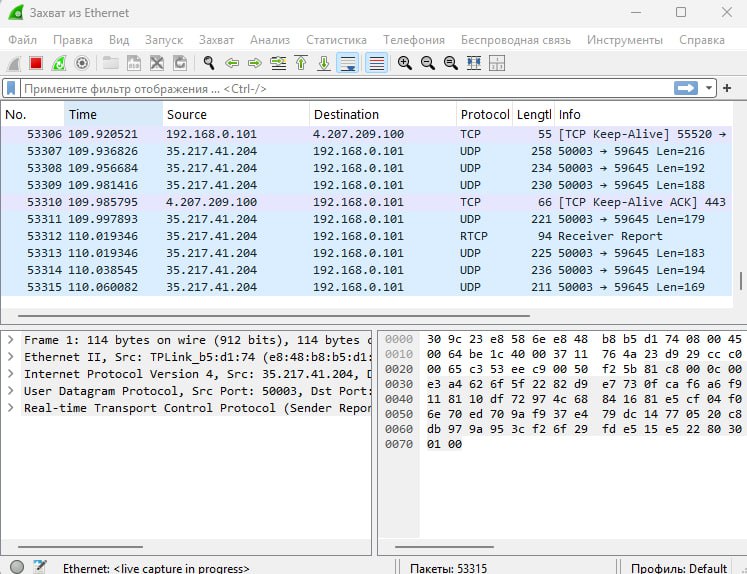 Захват из Ethernet
Файл Правка Вид Запуск Захват Анализ Статистика Телефония Беспроводная связь Инструменты Справка
Примените фильтр отображения ... <Ctrl-/>
No. Time Source Destination Protocol Lengtl Info
53306 109.920521 192.168.0.101 4.207.209.100 TCP 55 [TCP Keep-Alive] 55520 →
53307 109.936826 35.217.41.204 192.168.0.101 UDP 258 50003 → 59645 Len=216
53308 109.956684 35.217.41.204 192.168.0.101 UDP 234 50003 → 59645 Len=192
53309 109.981416 35.217.41.204 192.168.0.101 UDP 230 50003 → 59645 Len=188
53310 109.985795 4.207.209.100 192.168.0.101 TCP 66 [TCP Keep-Alive ACK] 443
53311 109.997893 35.217.41.204 192.168.0.101 UDP 221 50003 → 59645 Len=179
53312 110.019346 35.217.41.204 192.168.0.101 RTCP 94 Receiver Report
53313 110.019346 35.217.41.204 192.168.0.101 UDP 225 50003 → 59645 Len=183
53314 110.038545 35.217.41.204 192.168.0.101 UDP 236 50003 → 59645 Len=194
53315 110.060082 35.217.41.204 192.168.0.101 UDP 211 50003 → 59645 Len=169
Frame 1: 114 bytes on wire (912 bits), 114 bytes c
Ethernet II, Src: TPLink_b5:d1:74 (e8:48:b8:b5:d1:
Internet Protocol Version 4, Src: 35.217.41.204, D
User Datagram Protocol, Src Port: 50003, Dst Port:
Real-time Transport Control Protocol (Sender Repor
0000 30 9c 23 e8 58 6e e8 48 b8 b5 d1 74 08 00 45
0010 00 64 be 1c 40 00 37 11 76 4a 23 d9 29 cc c0
0020 00 65 c3 53 ee c9 00 50 f2 5b 81 c8 00 0c 00
0030 e3 a4 62 6f 5f 22 82 d9 e7 73 0f ca f6 a6 f9
0040 11 81 10 df 72 97 4c 68 84 16 81 e5 cf 04 f0
0050 6e 70 ed 70 9a f9 37 e4 79 dc 14 77 05 20 c8
0060 db 97 9a 95 3c f2 6f 29 fd e5 15 e5 22 80 30
0070 01 00
Ethernet: <live capture in progress> Пакеты: 53315 Профиль: Default